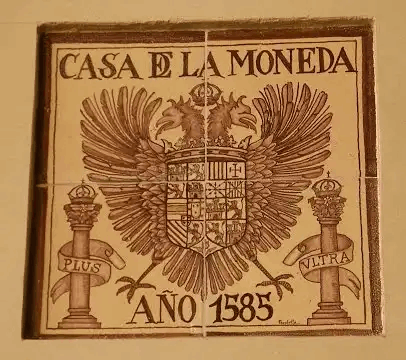 CASA DE LA MONEDA
PLUS
VLTRA
AÑO 1585